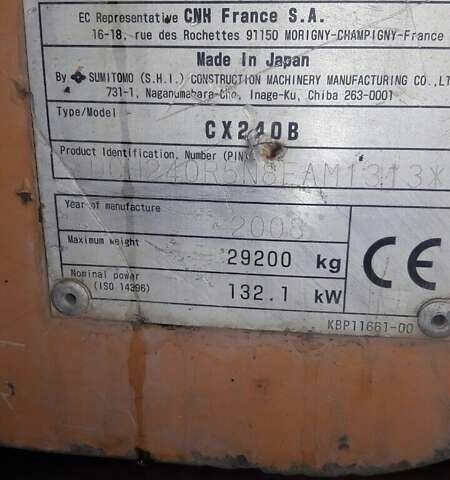 EC Representative CNH France S.A.
16-18, rue des Rochettes 91150 MORIGNY-CHAMPIGNY-France
Made in Japan
By SUMITOMO (S.H.I.) CONSTRUCTION MACHINERY MANUFACTURING CO.,LT
731-1, Naganumahara-Cho, Inage-Ku, Chiba 263-0001
Type/Model
CX240B
Product Identification, Number (PIN)
Year of manufacture
2008
Maximum weight
29200 kg
Nominal power
(ISO 14396)
132.1 kW
CE
KBP11661-00